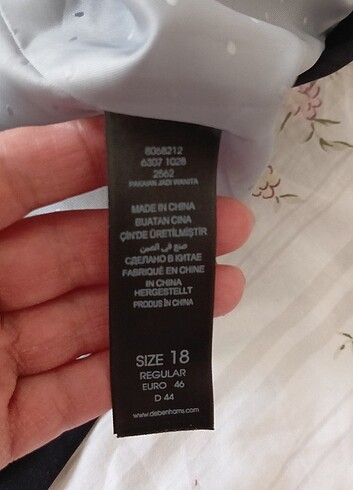 8068212
6307 1028
2562
PAKAIAN JADI WANITA
MADE IN CHINA
BUATAN CINA
ÇİN'DE ÜRETİLMİŞTİR
صنع في الصين
СДЕЛАНО В КИТАЕ
FABRIQUÉ EN CHINE
IN CHINA
HERGESTELLT
PRODUS ÎN CHINA
SIZE 18
REGULAR
EURO 46
D 44
www.debenhams.com